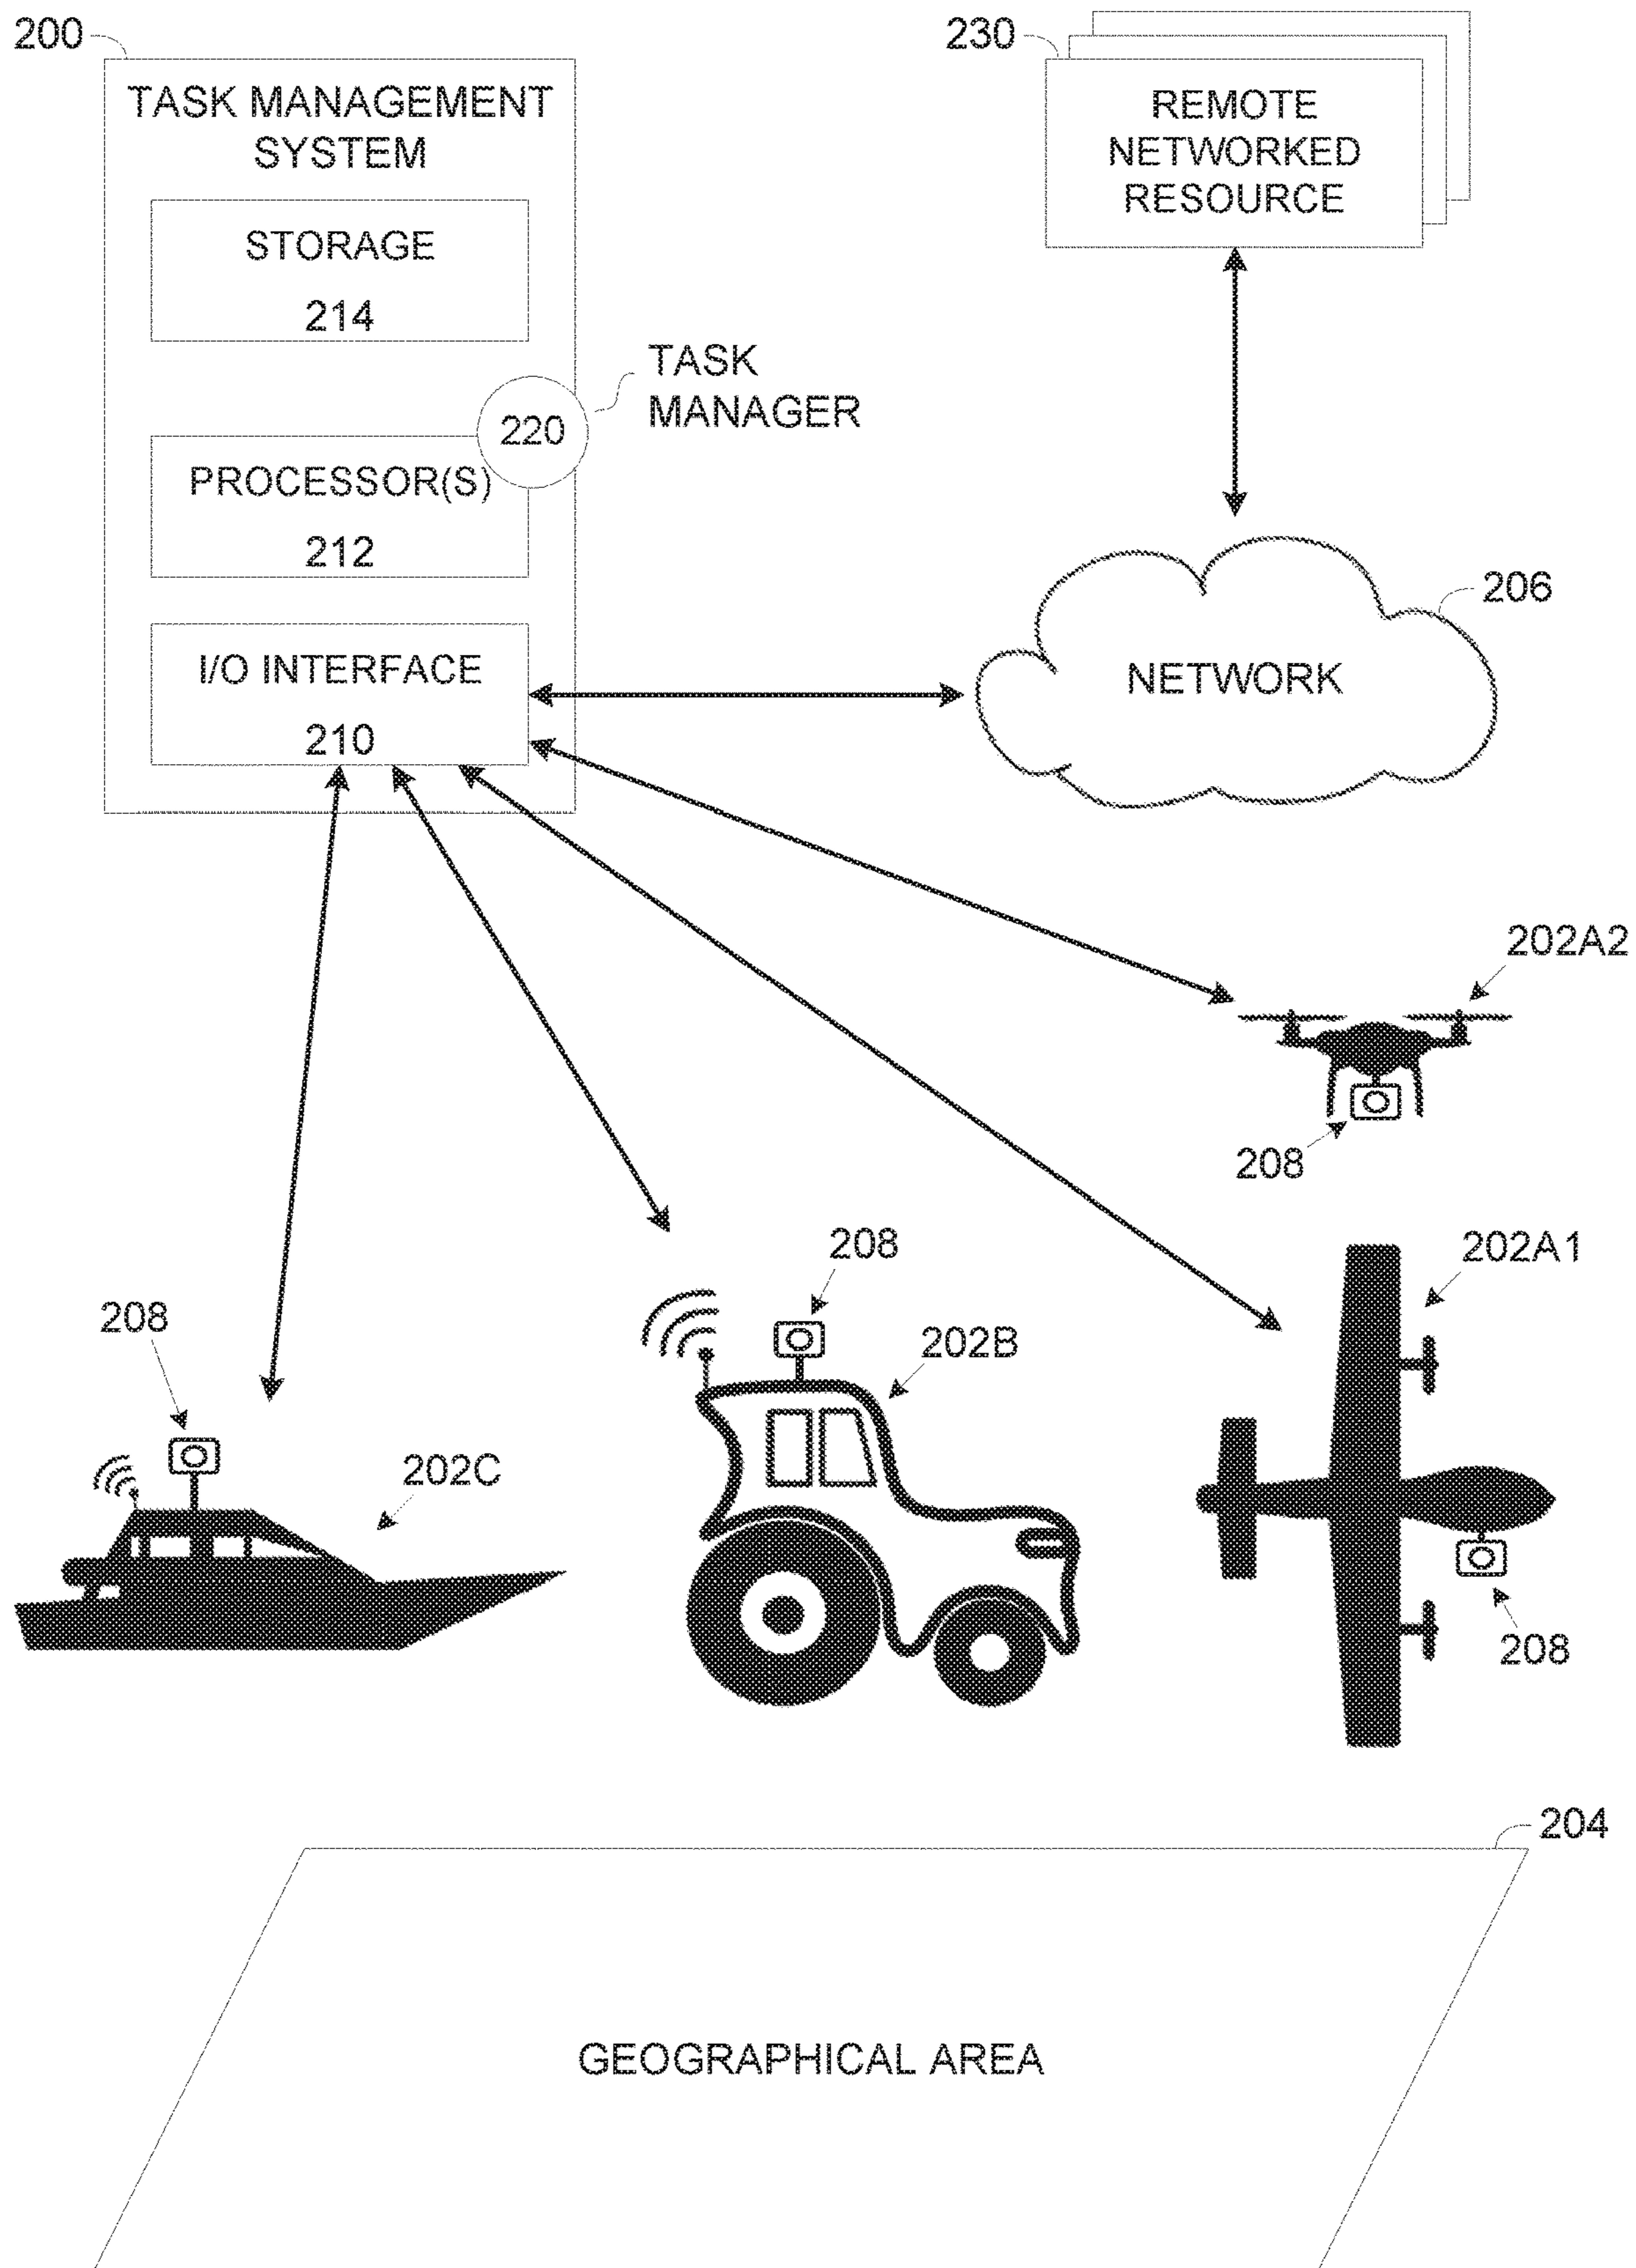 200
TASK MANAGEMENT
SYSTEM
STORAGE
214
TASK
MANAGER
220
PROCESSOR(S)
212
I/O INTERFACE
210
230
REMOTE
NETWORKED
RESOURCE
206
NETWORK
202A2
208
202A1
208
208
202B
208
202C
208
204
GEOGRAPHICAL AREA